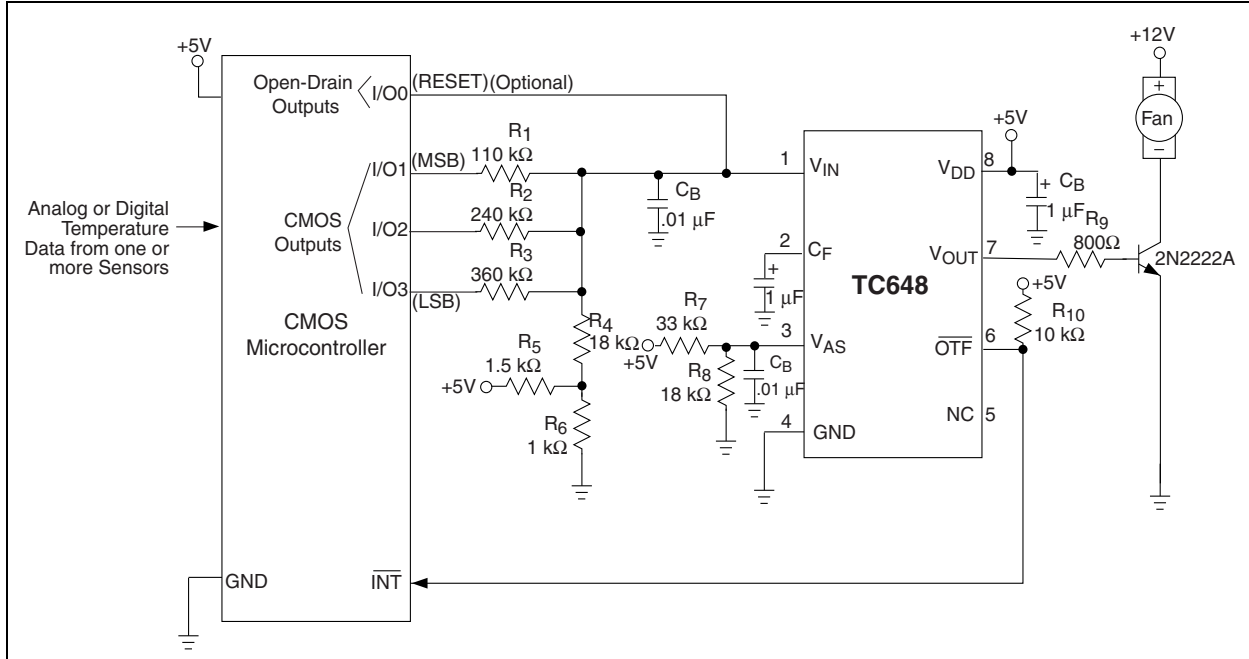 +5V
Open-Drain
Outputs
I/O0
(RESET)(Optional)
I/O1
(MSB)
R1
110 kΩ
I/O2
R2
240 kΩ
I/O3
(LSB)
R3
360 kΩ
CMOS
Outputs
Analog or Digital
Temperature
Data from one or
more Sensors
CMOS
Microcontroller
GND
INT
R4
18 kΩ
R5
1.5 kΩ
+5V
R6
1 kΩ
CB
.01 µF
+
1 µF
R7
33 kΩ
+5V
R8
18 kΩ
CB
.01 µF
1
VIN
2
CF
3
VAS
4
GND
TC648
VDD
8
VOUT
7
OTF
6
NC
5
+5V
+
CB
1 µF
R9
800Ω
2N2222A
+5V
R10
10 kΩ
+12V
+
Fan
–